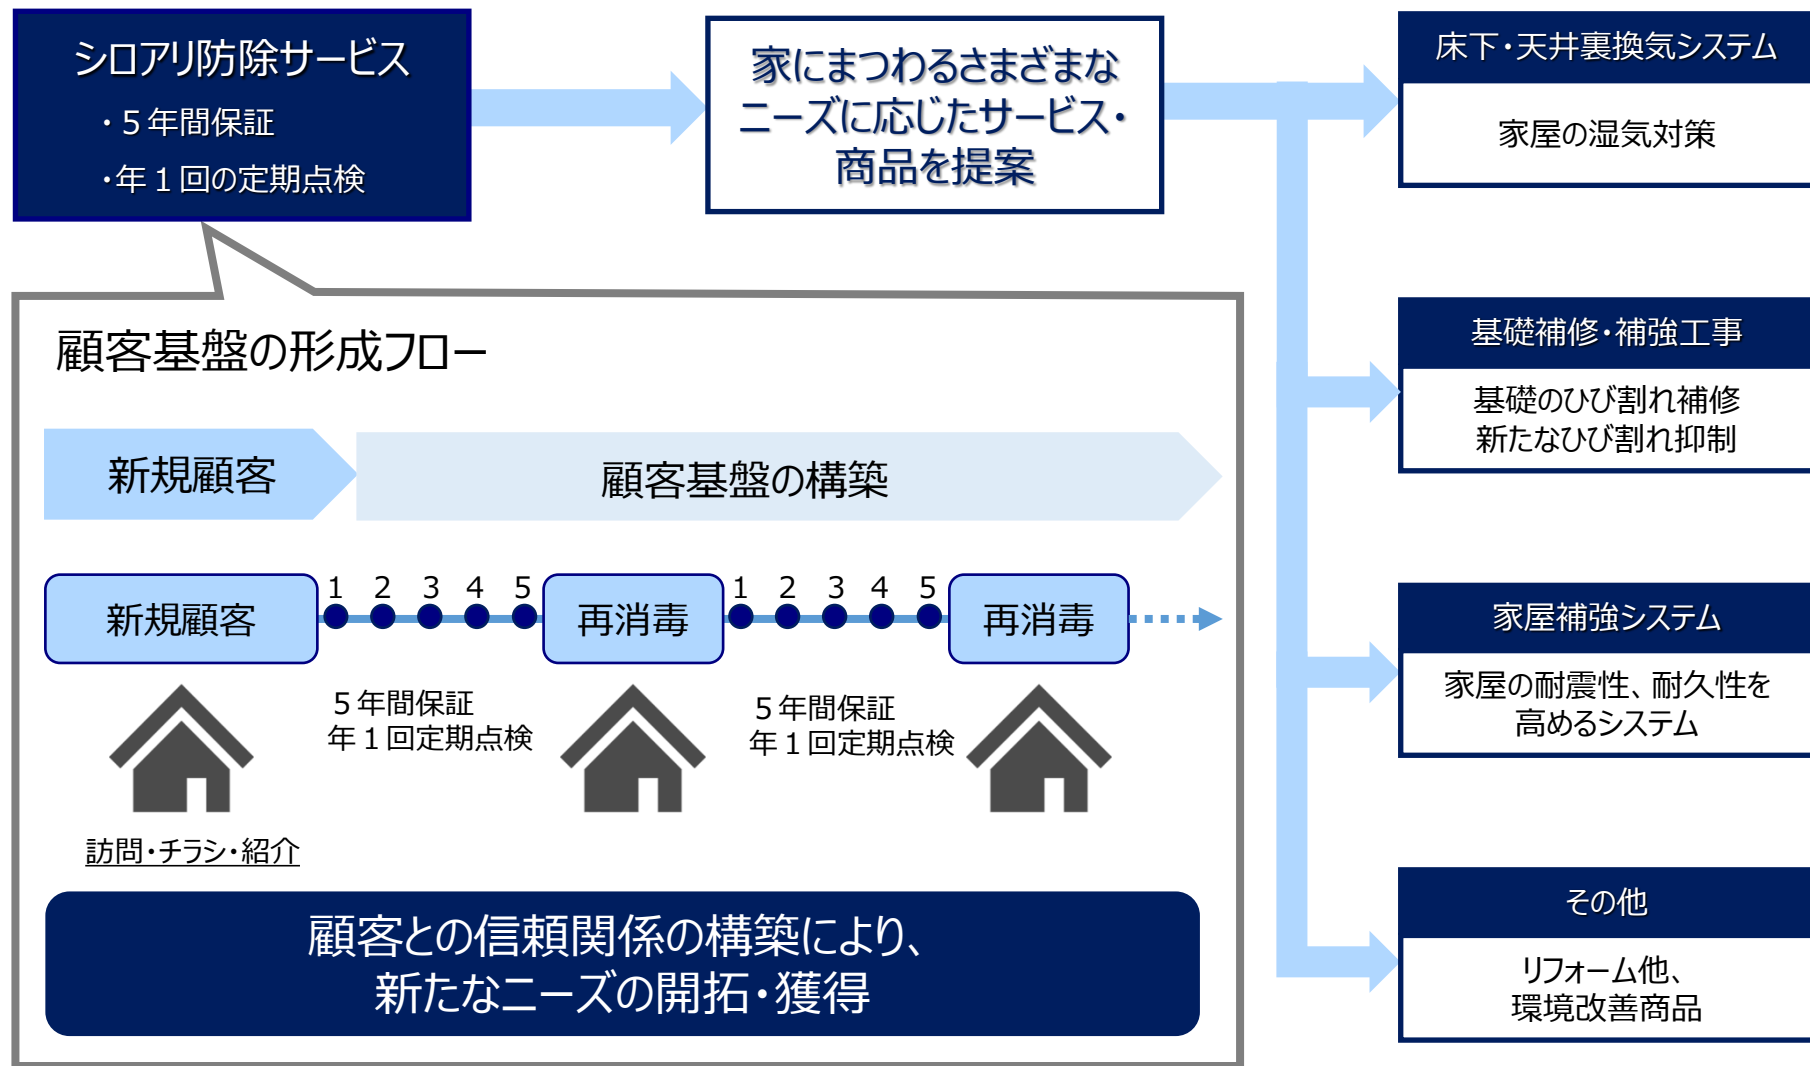 シロアリ防除サービス
・５年間保証
・年１回の定期点検
家にまつわるさまざまな
ニーズに応じたサービス・
商品を提案
床下・天井裏換気システム
家屋の湿気対策
基礎補修・補強工事
基礎のひび割れ補修
新たなひび割れ抑制
家屋補強システム
家屋の耐震性、耐久性を
高めるシステム
その他
リフォーム他、
環境改善商品
顧客基盤の形成フロー
新規顧客
顧客基盤の構築
新規顧客
1 2 3 4 5
再消毒
1 2 3 4 5
再消毒
５年間保証
年１回定期点検
５年間保証
年１回定期点検
訪問・チラシ・紹介
顧客との信頼関係の構築により、
新たなニーズの開拓・獲得